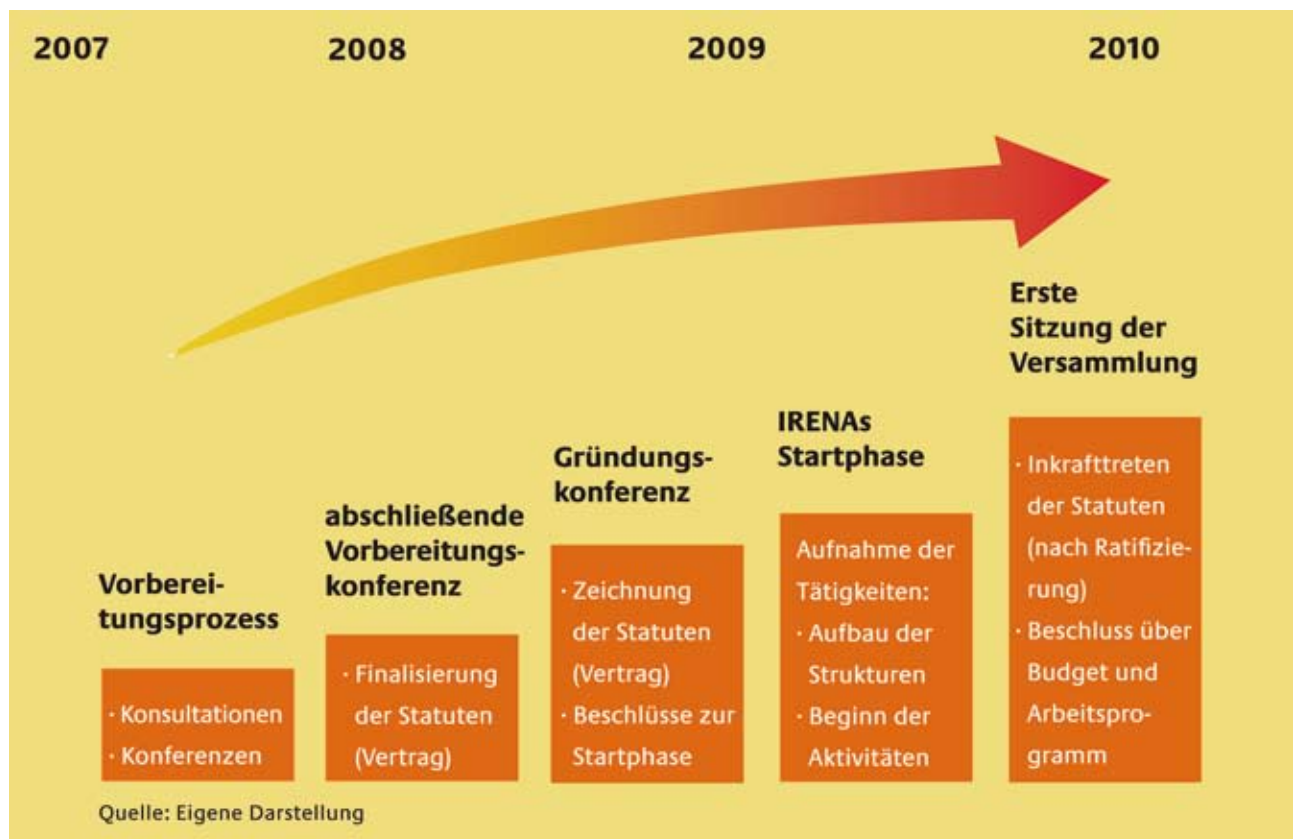 2007
2008
2009
2010
Vorberei-
tungsprozess
· Konsultationen
· Konferenzen
abschließende
Vorbereitungs-
konferenz
· Finalisierung
der Statuten
(Vertrag)
Gründungs-
konferenz
· Zeichnung
der Statuten
(Vertrag)
· Beschlüsse zur
Startphase
IRENAs
Startphase
Aufnahme der
Tätigkeiten:
· Aufbau der
Strukturen
· Beginn der
Aktivitäten
Erste
Sitzung der
Versammlung
· Inkrafttreten
der Statuten
(nach Ratifizie-
rung)
· Beschluss über
Budget und
Arbeitspro-
gramm
Quelle: Eigene Darstellung